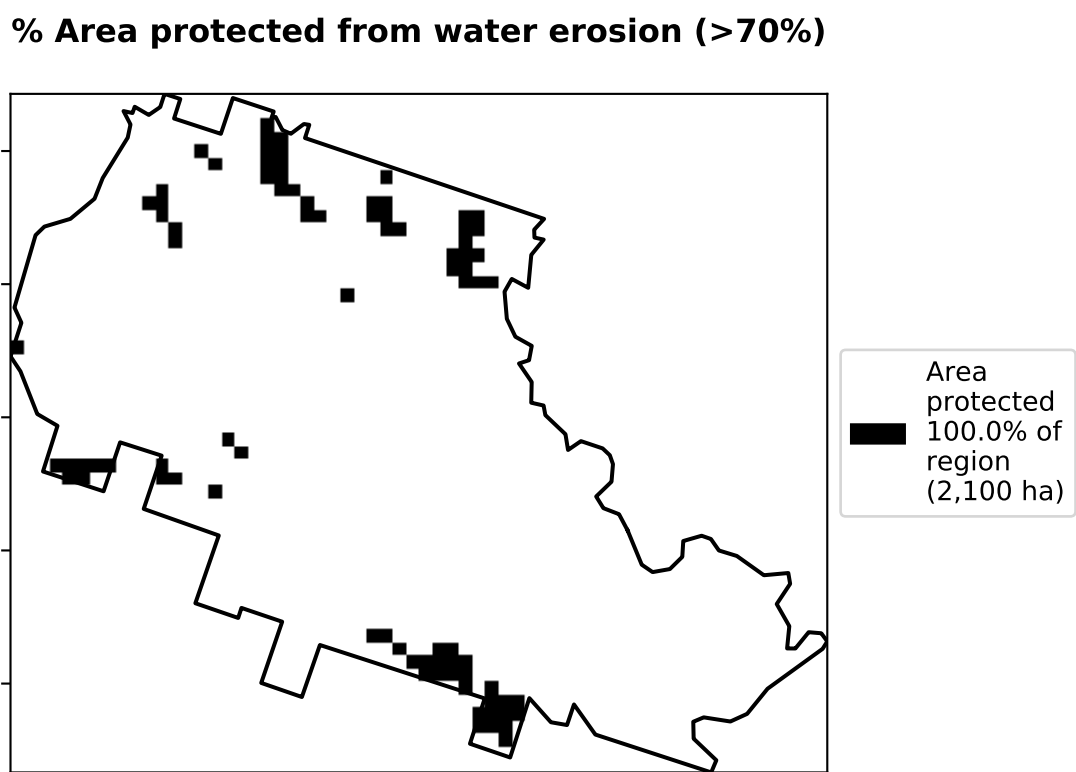 % Area protected from water erosion (>70%)
Area
protected
100.0% of
region
(2,100 ha)